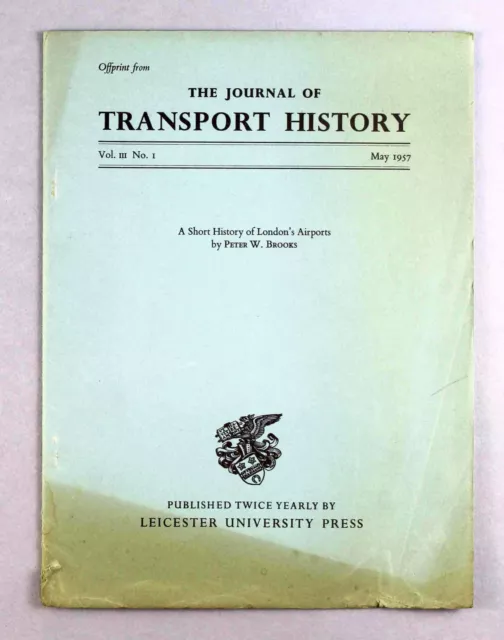 Offprint from
THE JOURNAL OF
TRANSPORT HISTORY
Vol. III No. 1
May 1957
A Short History of London's Airports
by PETER W. BROOKS
PUBLISHED TWICE YEARLY BY
LEICESTER UNIVERSITY PRESS